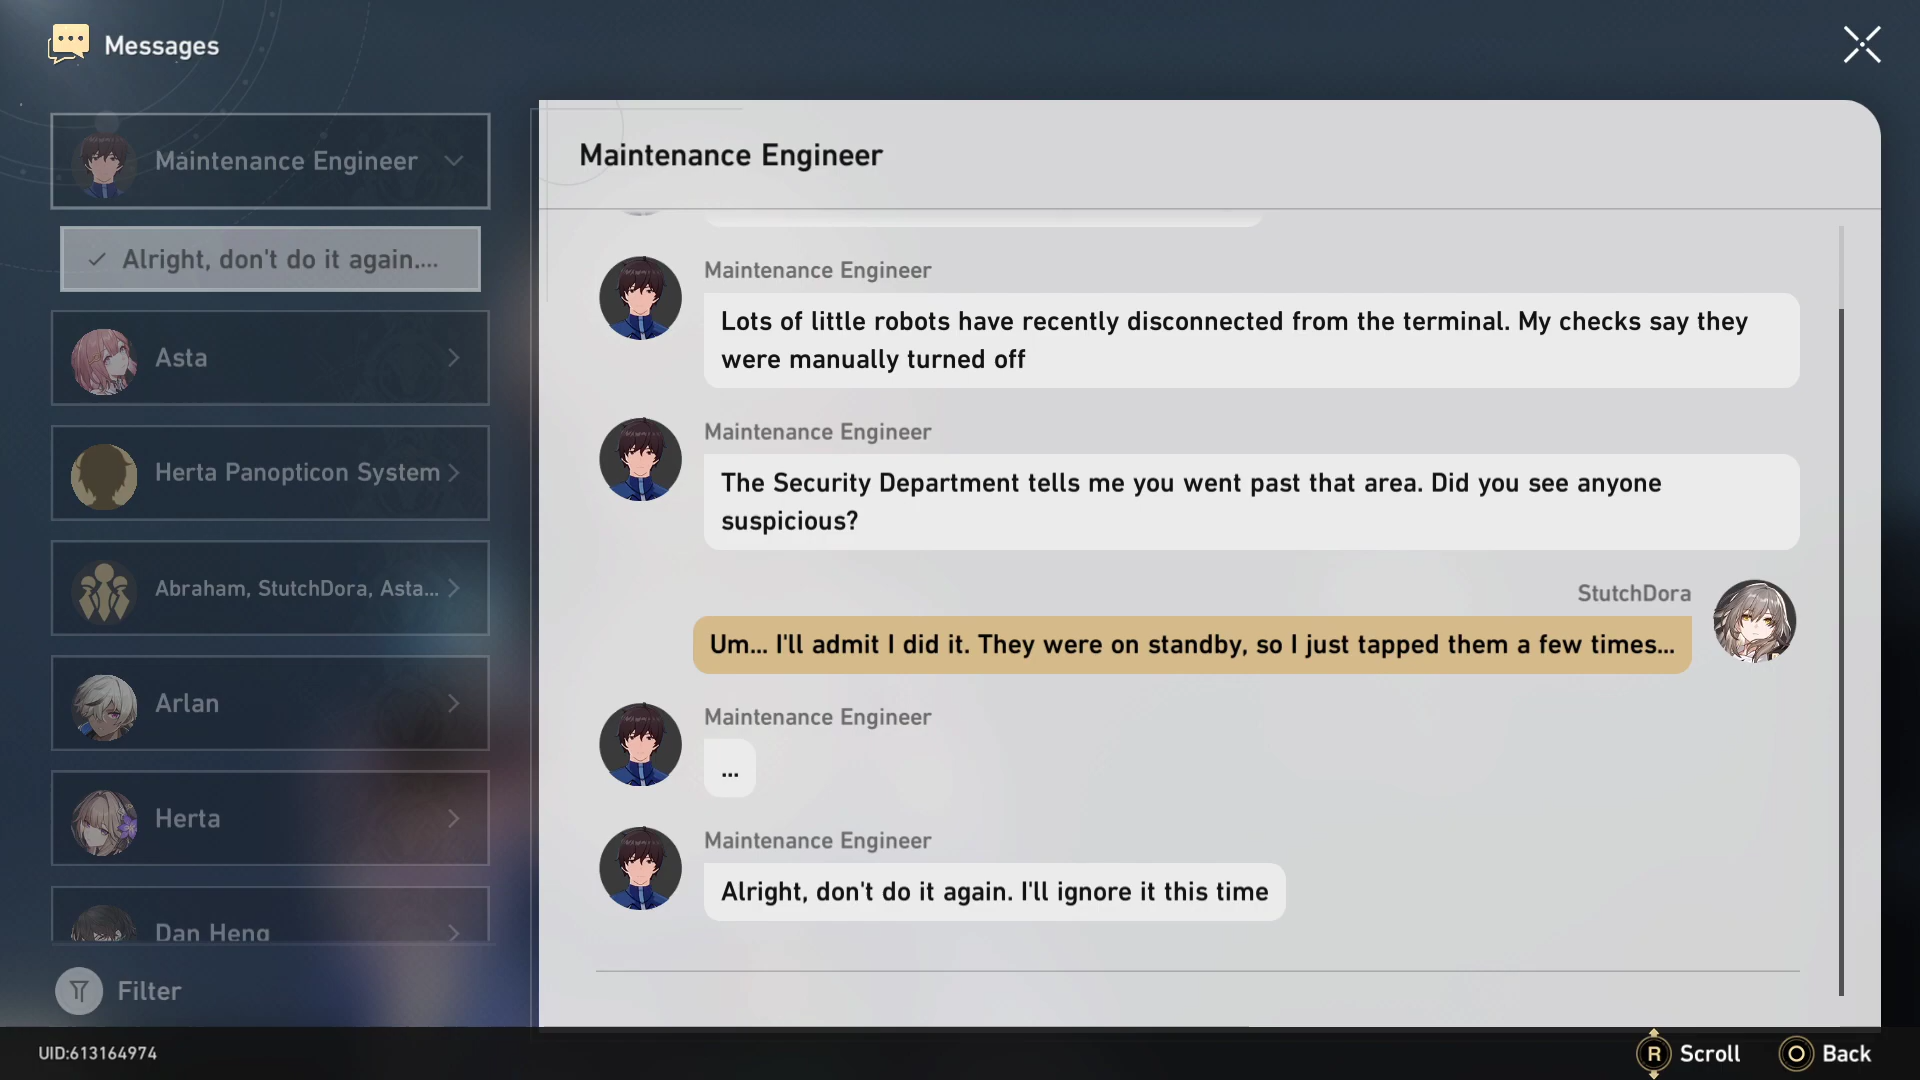 Messages
Maintenance Engineer
Alright, don't do it again....
Asta
Herta Panopticon System
Abraham, StutchDora, Asta...
Arlan
Herta
Dan Heng
Filter
Maintenance Engineer
Maintenance Engineer
Lots of little robots have recently disconnected from the terminal. My checks say they
were manually turned off
Maintenance Engineer
The Security Department tells me you went past that area. Did you see anyone
suspicious?
StutchDora
Um... I'll admit I did it. They were on standby, so I just tapped them a few times...
Maintenance Engineer
...
Maintenance Engineer
Alright, don't do it again. I'll ignore it this time
UID:613164974
R Scroll
Back